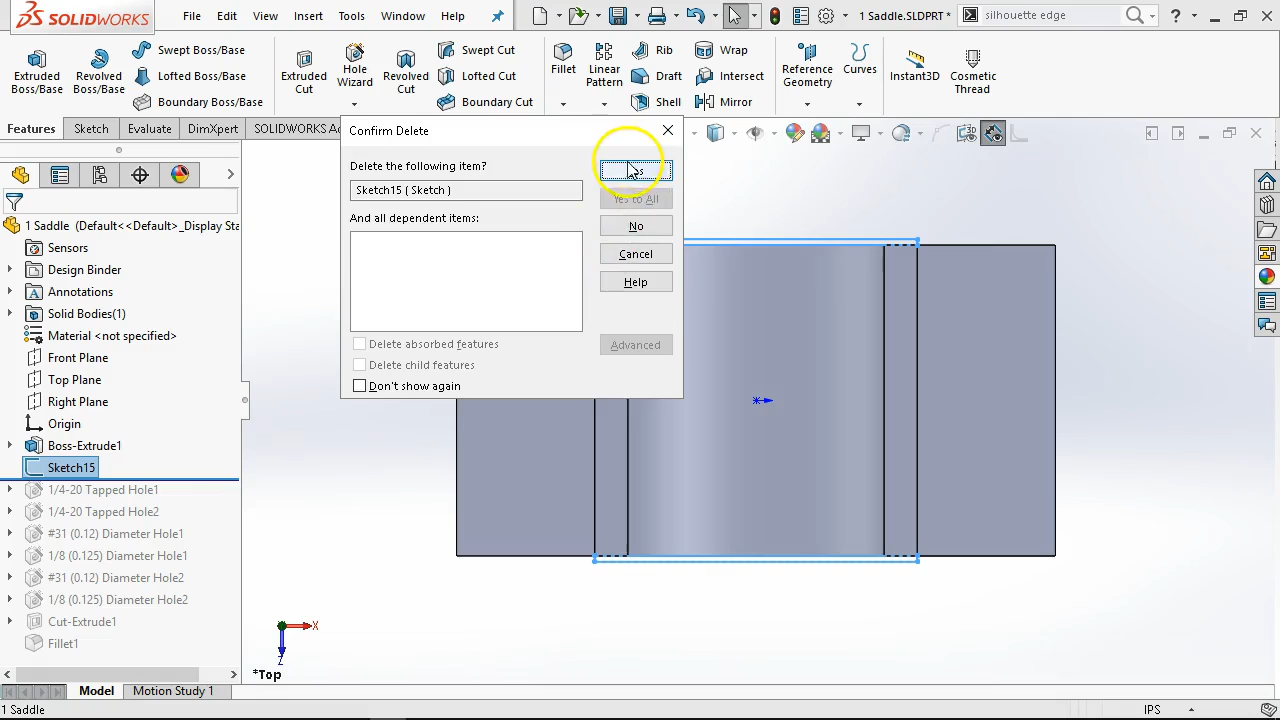 SOLIDWORKS
File Edit View Insert Tools Window Help
1 Saddle.SLDPRT
silhouette edge
Extruded Boss/Base
Revolved Boss/Base
Swept Boss/Base
Lofted Boss/Base
Boundary Boss/Base
Extruded Cut
Hole Wizard
Revolved Cut
Swept Cut
Lofted Cut
Boundary Cut
Fillet
Linear Pattern
Rib
Draft
Shell
Wrap
Intersect
Mirror
Reference Geometry
Curves
Instant3D
Cosmetic Thread
Features Sketch Evaluate DimXpert SOLIDWORKS
Confirm Delete
Delete the following item?
Sketch15 ( Sketch )
And all dependent items:
Yes to All
No
Cancel
Help
Advanced
Delete absorbed features
Delete child features
Don't show again
1 Saddle (Default<<Default>_Display Sta
Sensors
Design Binder
Annotations
Solid Bodies(1)
Material <not specified>
Front Plane
Top Plane
Right Plane
Origin
Boss-Extrude1
Sketch15
1/4-20 Tapped Hole1
1/4-20 Tapped Hole2
#31 (0.12) Diameter Hole1
1/8 (0.125) Diameter Hole1
#31 (0.12) Diameter Hole2
1/8 (0.125) Diameter Hole2
Cut-Extrude1
Fillet1
X
Z
*Top
Model Motion Study 1
1 Saddle
IPS